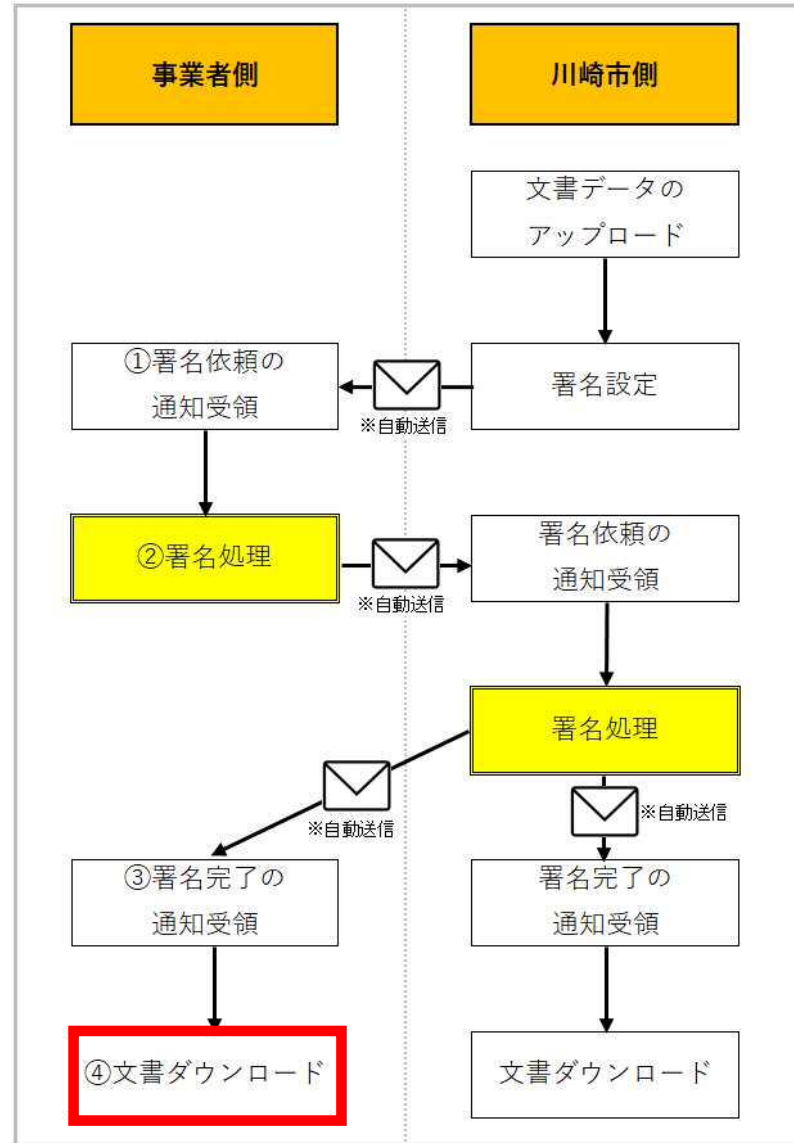 事業者側
川崎市側
文書データの
アップロード
①署名依頼の
通知受領
※自動送信
署名設定
②署名処理
※自動送信
署名依頼の
通知受領
署名処理
※自動送信
※自動送信
③署名完了の
通知受領
署名完了の
通知受領
④文書ダウンロード
文書ダウンロード